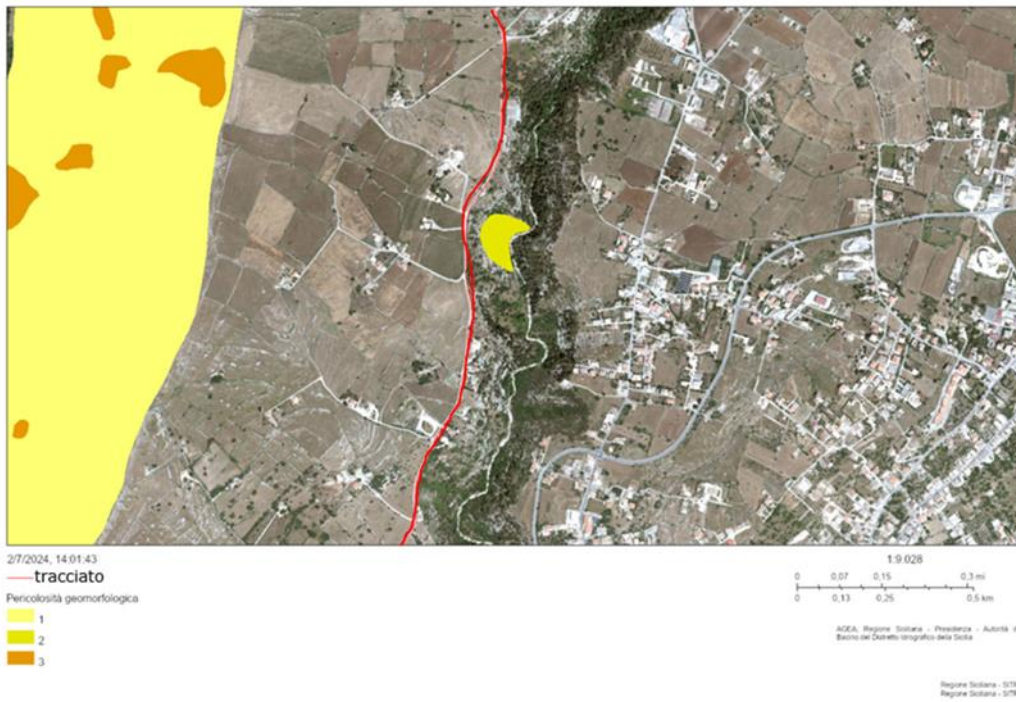 2/7/2024, 14:01:43
1:9.028
tracciato
0 0,07 0,15 0,3 mi
0 0,13 0,25 0,5 km
Pericolosità geomorfologica
1
2
3
AGEA, Regione Siciliana - Presidenza - Autorità d
Bacino del Distretto Idrografico della Sicilia
Regione Siciliana - SITR
Regione Siciliana - SITR